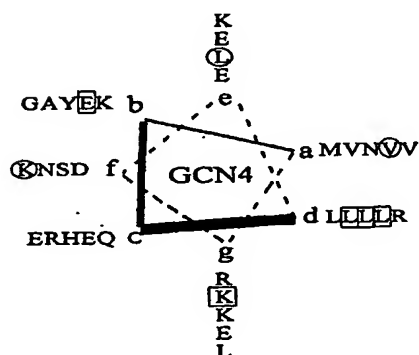 K
E
L
E
e
GAYEK b
a MVNVV
KNSD f
GCN4
d LLLLR
ERHEQ c
g
R
K
K
E
L